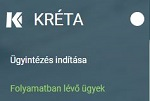 KRÉTA
Ügyintézés indítása
Folyamatban lévő ügyek